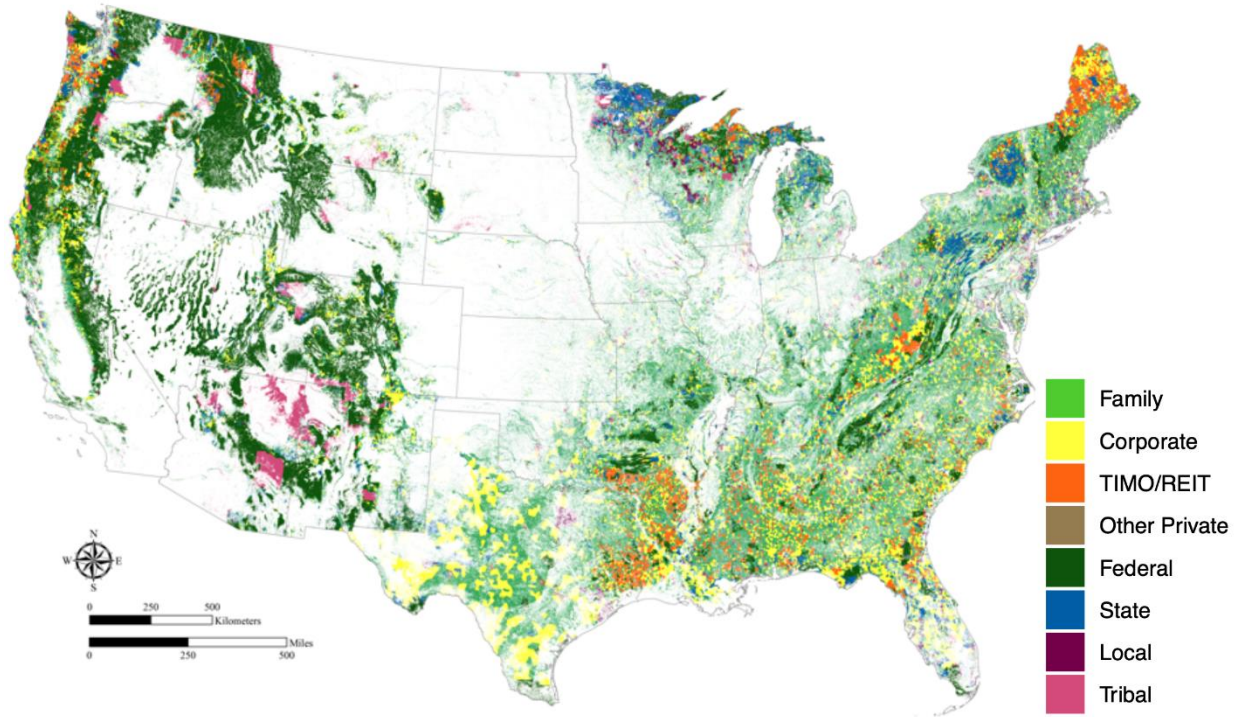 Family
Corporate
TIMO/REIT
Other Private
Federal
State
Local
Tribal
N
W E
S
0 250 500
Kilometers
Miles
0 250 500